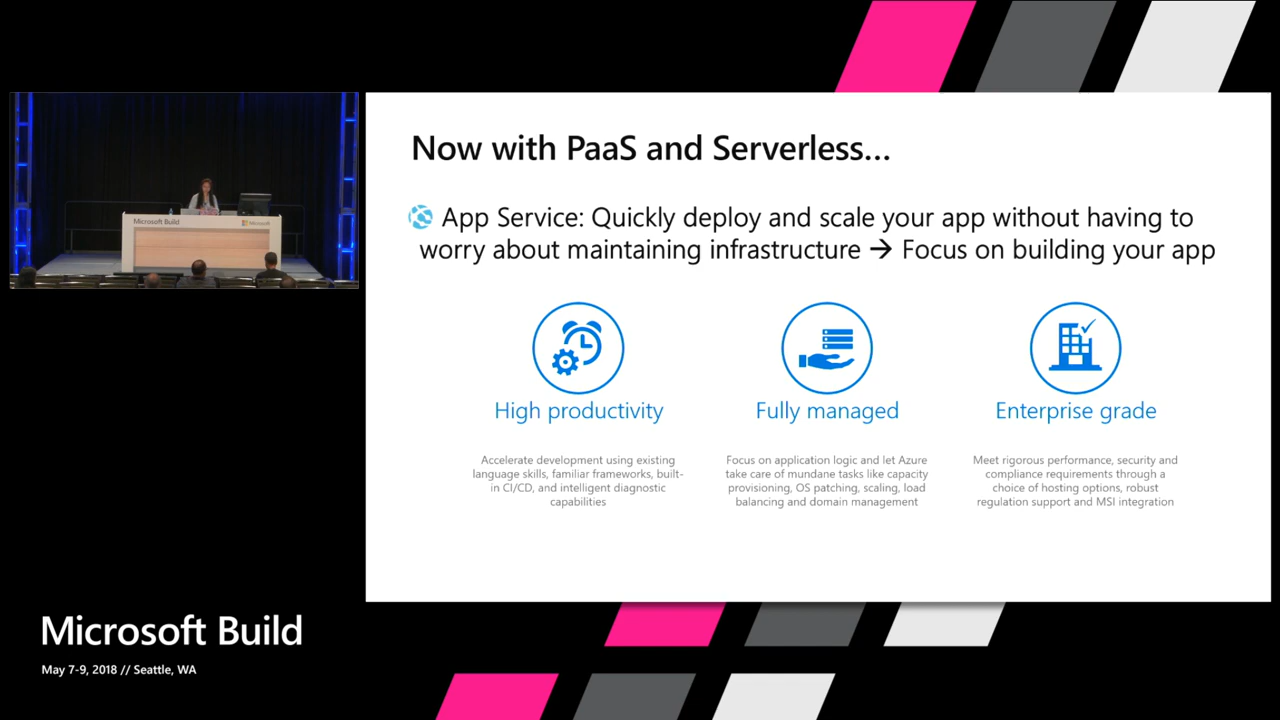 Now with PaaS and Serverless...
App Service: Quickly deploy and scale your app without having to
worry about maintaining infrastructure → Focus on building your app
High productivity
Accelerate development using existing
language skills, familiar frameworks, built-
in CI/CD, and intelligent diagnostic
capabilities
Fully managed
Focus on application logic and let Azure
take care of mundane tasks like capacity
provisioning, OS patching, scaling, load
balancing and domain management
Enterprise grade
Meet rigorous performance, security and
compliance requirements through a
choice of hosting options, robust
regulation support and MSI integration
Microsoft Build
Microsoft
Microsoft Build
May 7-9, 2018 // Seattle, WA